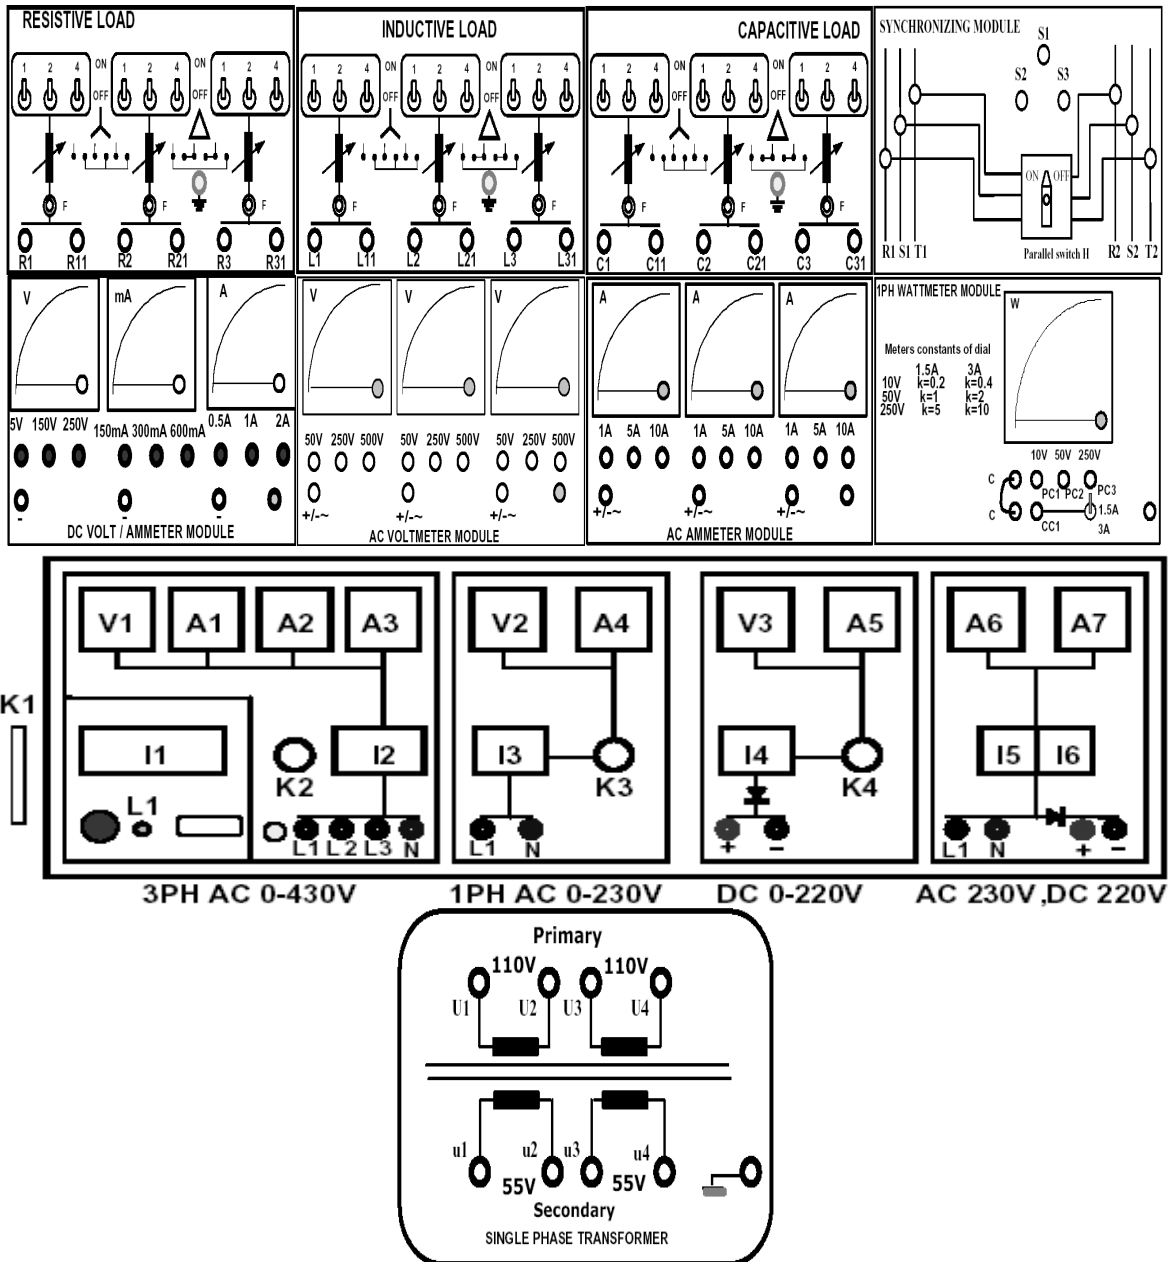 RESISTIVE LOAD
1 2 4 ON 1 2 4 ON 1 2 4
OFF OFF
F F F
R1 R11 R2 R21 R3 R31
INDUCTIVE LOAD
1 2 4 ON 1 2 4 ON 1 2 4
OFF OFF
F F F
L1 L11 L2 L21 L3 L31
CAPACITIVE LOAD
1 2 4 ON 1 2 4 ON 1 2 4
OFF OFF
F F F
C1 C11 C2 C21 C3 C31
SYNCHRONIZING MODULE
S1
S2 S3
ON OFF
R1 S1 T1 Parallel switch H R2 S2 T2
V mA A
5V 150V 250V 150mA 300mA 600mA 0.5A 1A 2A
- - -
DC VOLT / AMMETER MODULE
V V V
50V 250V 500V 50V 250V 500V 50V 250V 500V
+/-~ +/-~ +/-~
AC VOLTMETER MODULE
A A A
1A 5A 10A 1A 5A 10A 1A 5A 10A
+/-~ +/-~
AC AMMETER MODULE
1PH WATTMETER MODULE
W
Meters constants of dial
1.5A 3A
10V k=0.2 k=0.4
50V k=1 k=2
250V k=5 k=10
10V 50V 250V
C PC1 PC2 PC3
C CC1 1.5A
3A
V1 A1 A2 A3 V2 A4 V3 A5 A6 A7
K1
I1 I2 I3 I4 I5 I6
K2 K3 K4
L1
L1 L2 L3 N L1 N + - L1 N + -
3PH AC 0-430V 1PH AC 0-230V DC 0-220V AC 230V,DC 220V
Primary
110V 110V
U1 U2 U3 U4
u1 u2 u3 u4
55V 55V
Secondary
SINGLE PHASE TRANSFORMER